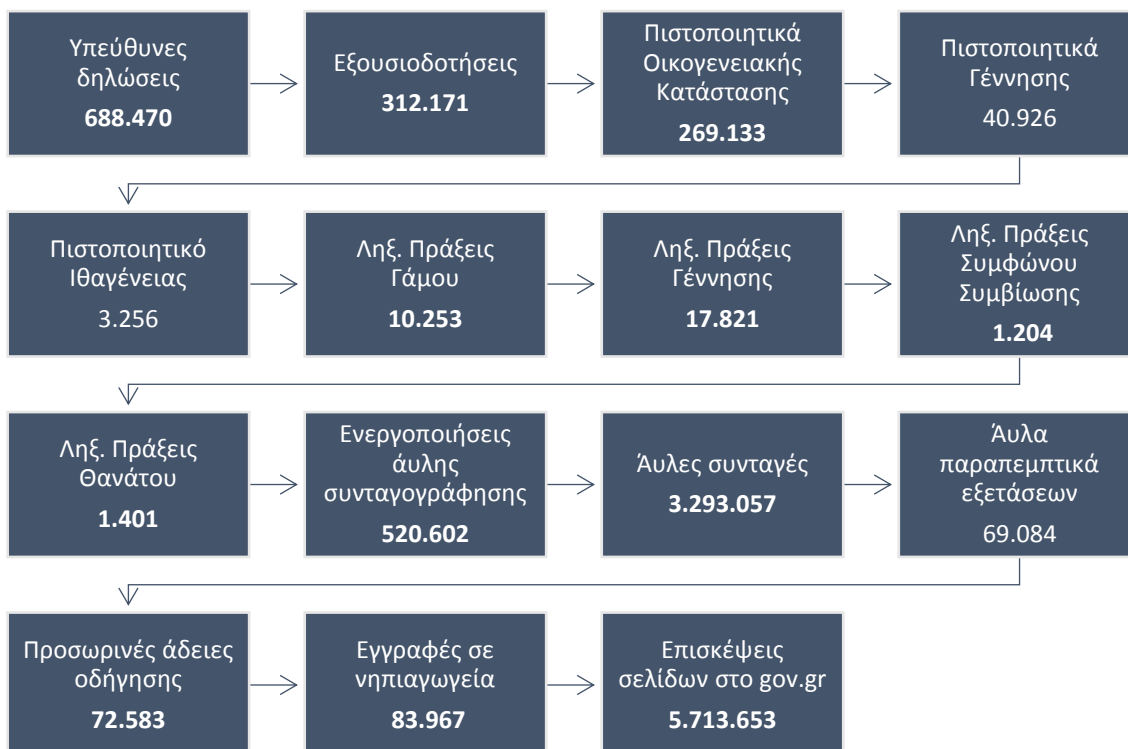 Υπεύθυνες
δηλώσεις
688.470
Εξουσιοδοτήσεις
312.171
Πιστοποιητικά
Οικογενειακής
Κατάστασης
269.133
Πιστοποιητικά
Γέννησης
40.926
Πιστοποιητικό
Ιθαγένειας
3.256
Ληξ. Πράξεις
Γάμου
10.253
Ληξ. Πράξεις
Γέννησης
17.821
Ληξ. Πράξεις
Συμφώνου
Συμβίωσης
1.204
Ληξ. Πράξεις
Θανάτου
1.401
Ενεργοποιήσεις
άυλης
συνταγογράφησης
520.602
Άυλες συνταγές
3.293.057
Άυλα
παραπεμπτικά
εξετάσεων
69.084
Προσωρινές άδειες
οδήγησης
72.583
Εγγραφές σε
νηπιαγωγεία
83.967
Επισκέψεις
σελίδων στο gov.gr
5.713.653